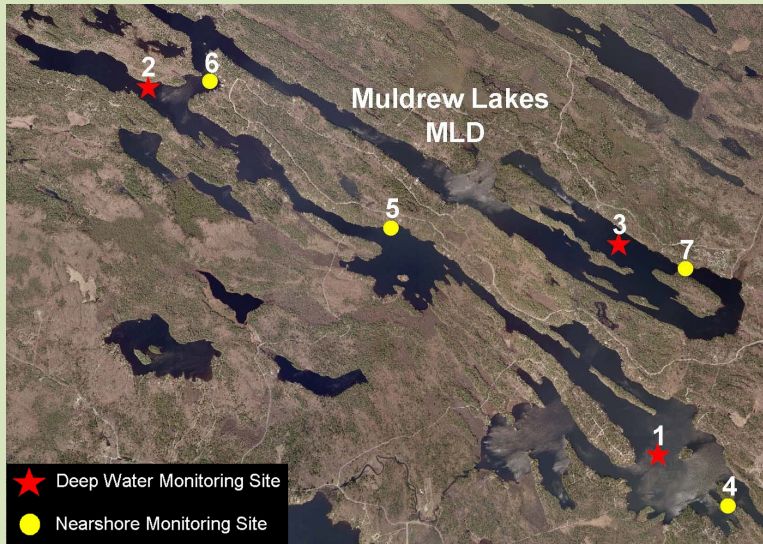 2
6
Muldrew Lakes
MLD
5
3
7
1
4
Deep Water Monitoring Site
Nearshore Monitoring Site